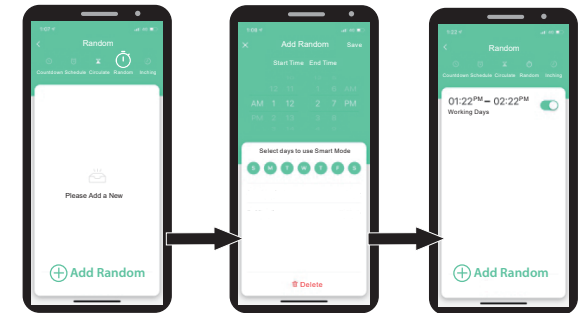 1:07
Random
Countdown Schedule Circulate Random Inching
Please Add a New
Add Random
1:08
Add Random Save
Start Time End Time
AM 1 12 2 7 PM
Select days to use Smart Mode
S M T W T F S
Delete
1:22
Random
Countdown Schedule Circulate Random Inching
01:22PM – 02:22PM
Working Days
Add Random